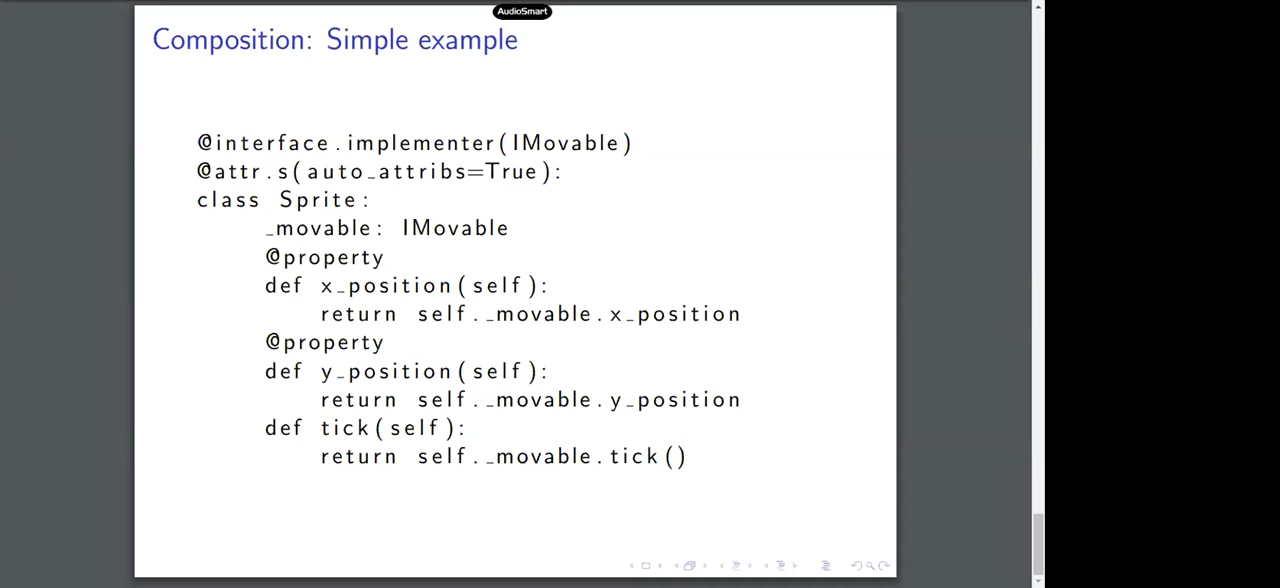 AudioSmart
Composition: Simple example
@interface.implementer(IMovable)
@attr.s(auto_attribs=True):
class Sprite:
_movable: IMovable
@property
def x_position(self):
return self._movable.x_position
@property
def y_position(self):
return self._movable.y_position
def tick(self):
return self._movable.tick()